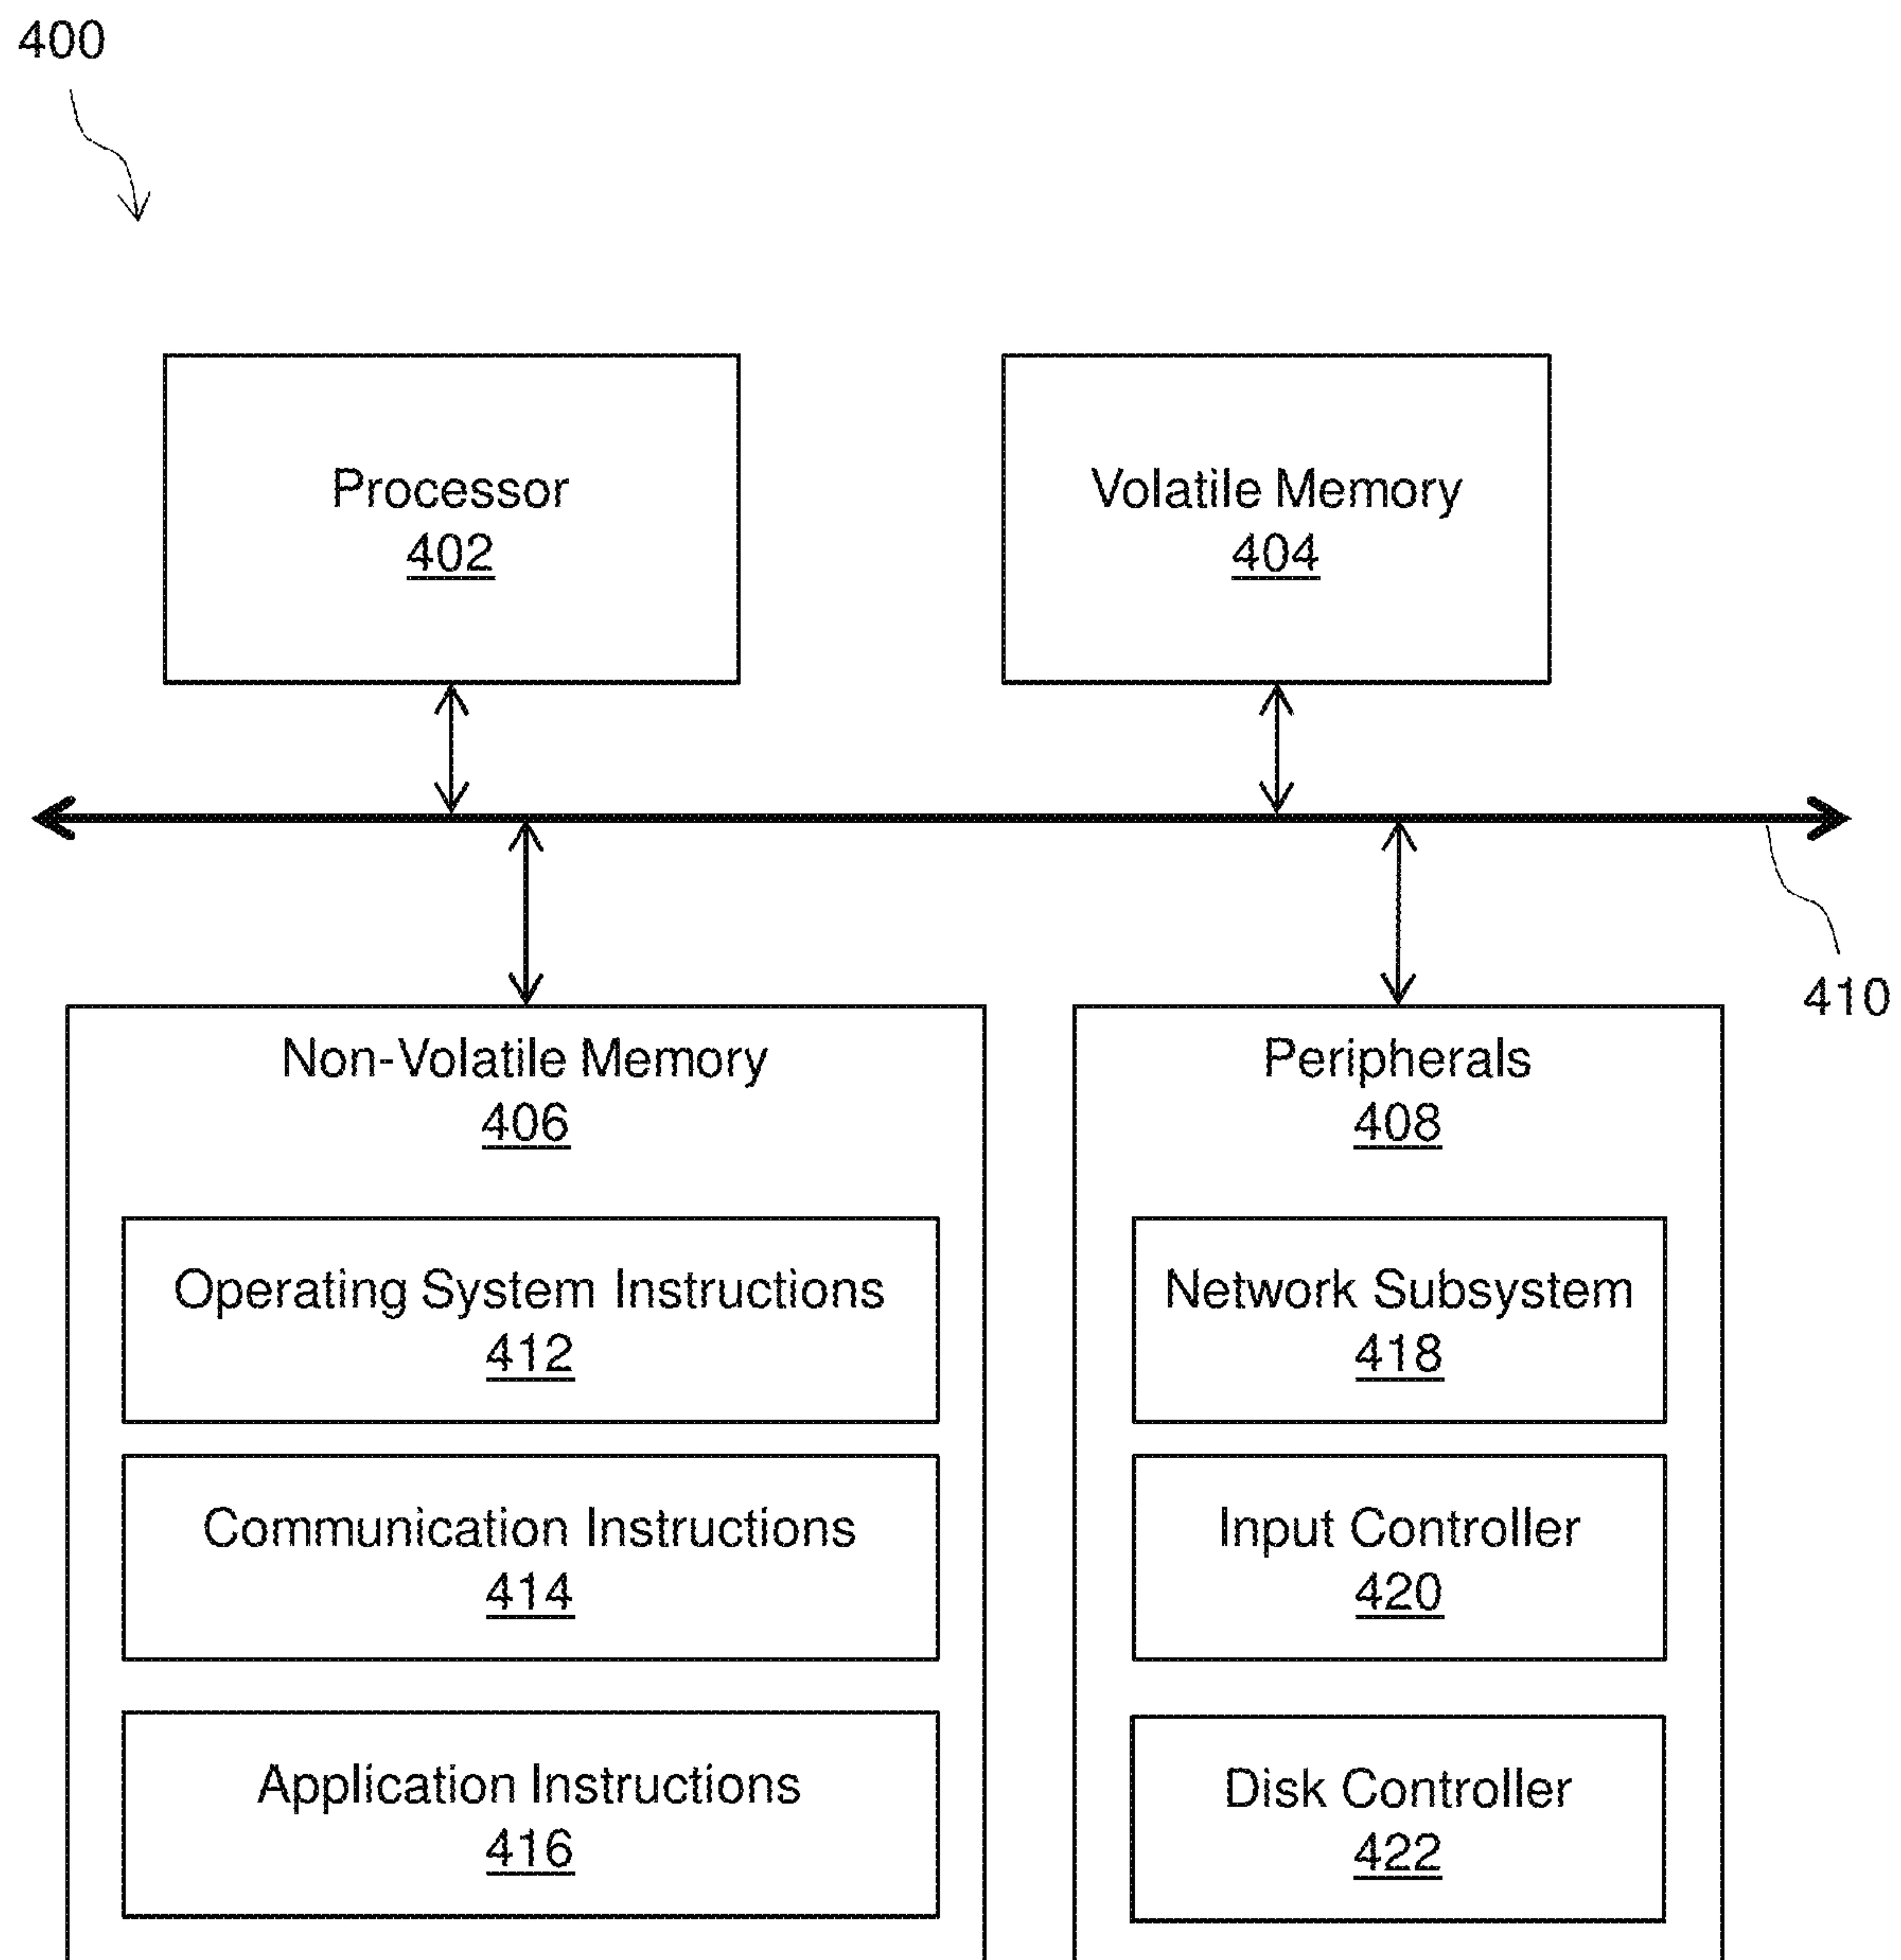 400
Processor
402
Volatile Memory
404
410
Non-Volatile Memory
406
Operating System Instructions
412
Communication Instructions
414
Application Instructions
416
Peripherals
408
Network Subsystem
418
Input Controller
420
Disk Controller
422